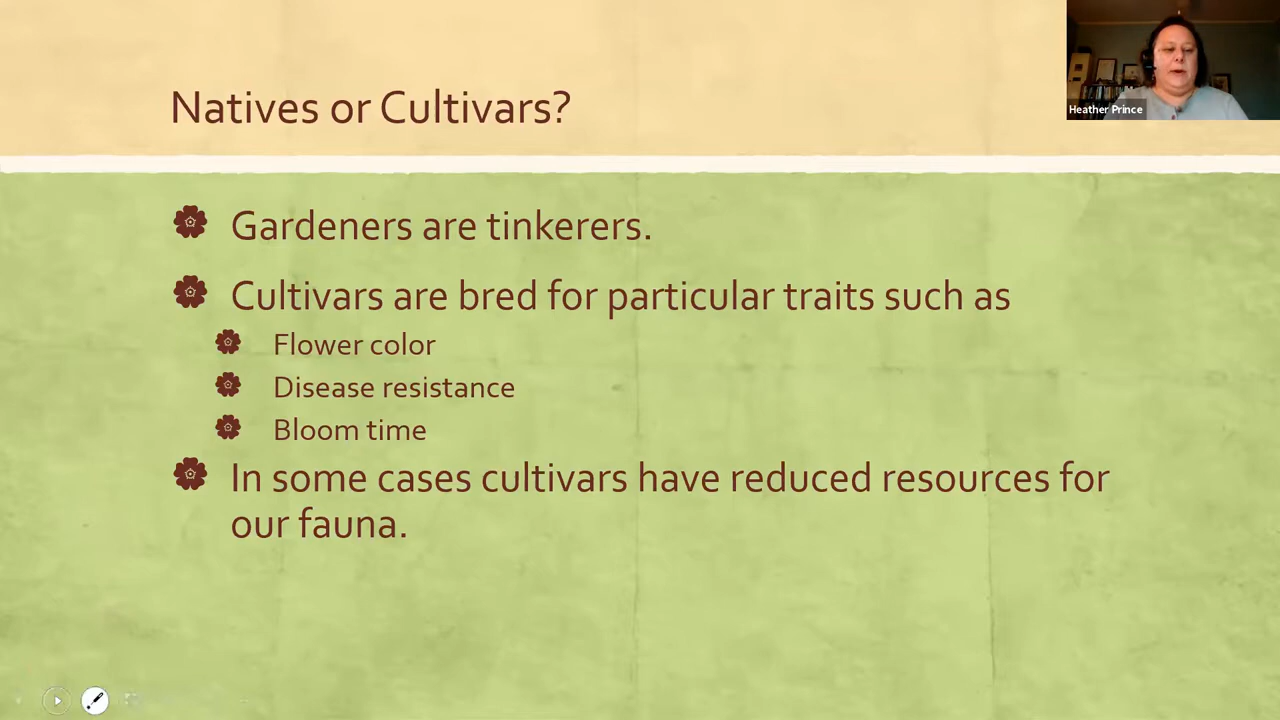 Natives or Cultivars?
Heather Prince
Gardeners are tinkerers.
Cultivars are bred for particular traits such as
Flower color
Disease resistance
Bloom time
In some cases cultivars have reduced resources for
our fauna.